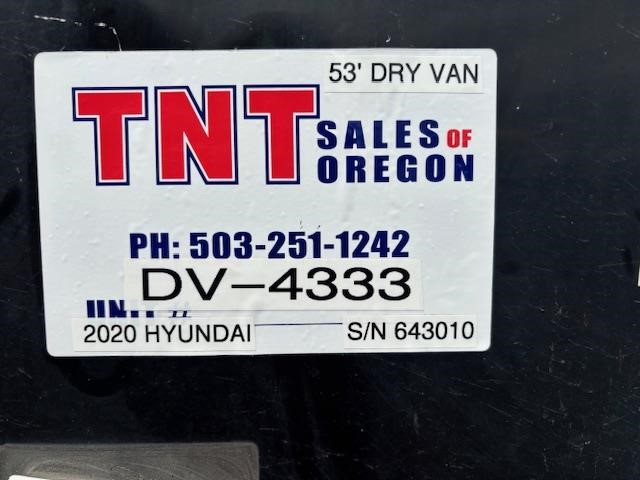 53' DRY VAN
TNT SALES OF
OREGON
PH: 503-251-1242
DV-4333
UNIT #
2020 HYUNDAI S/N 643010